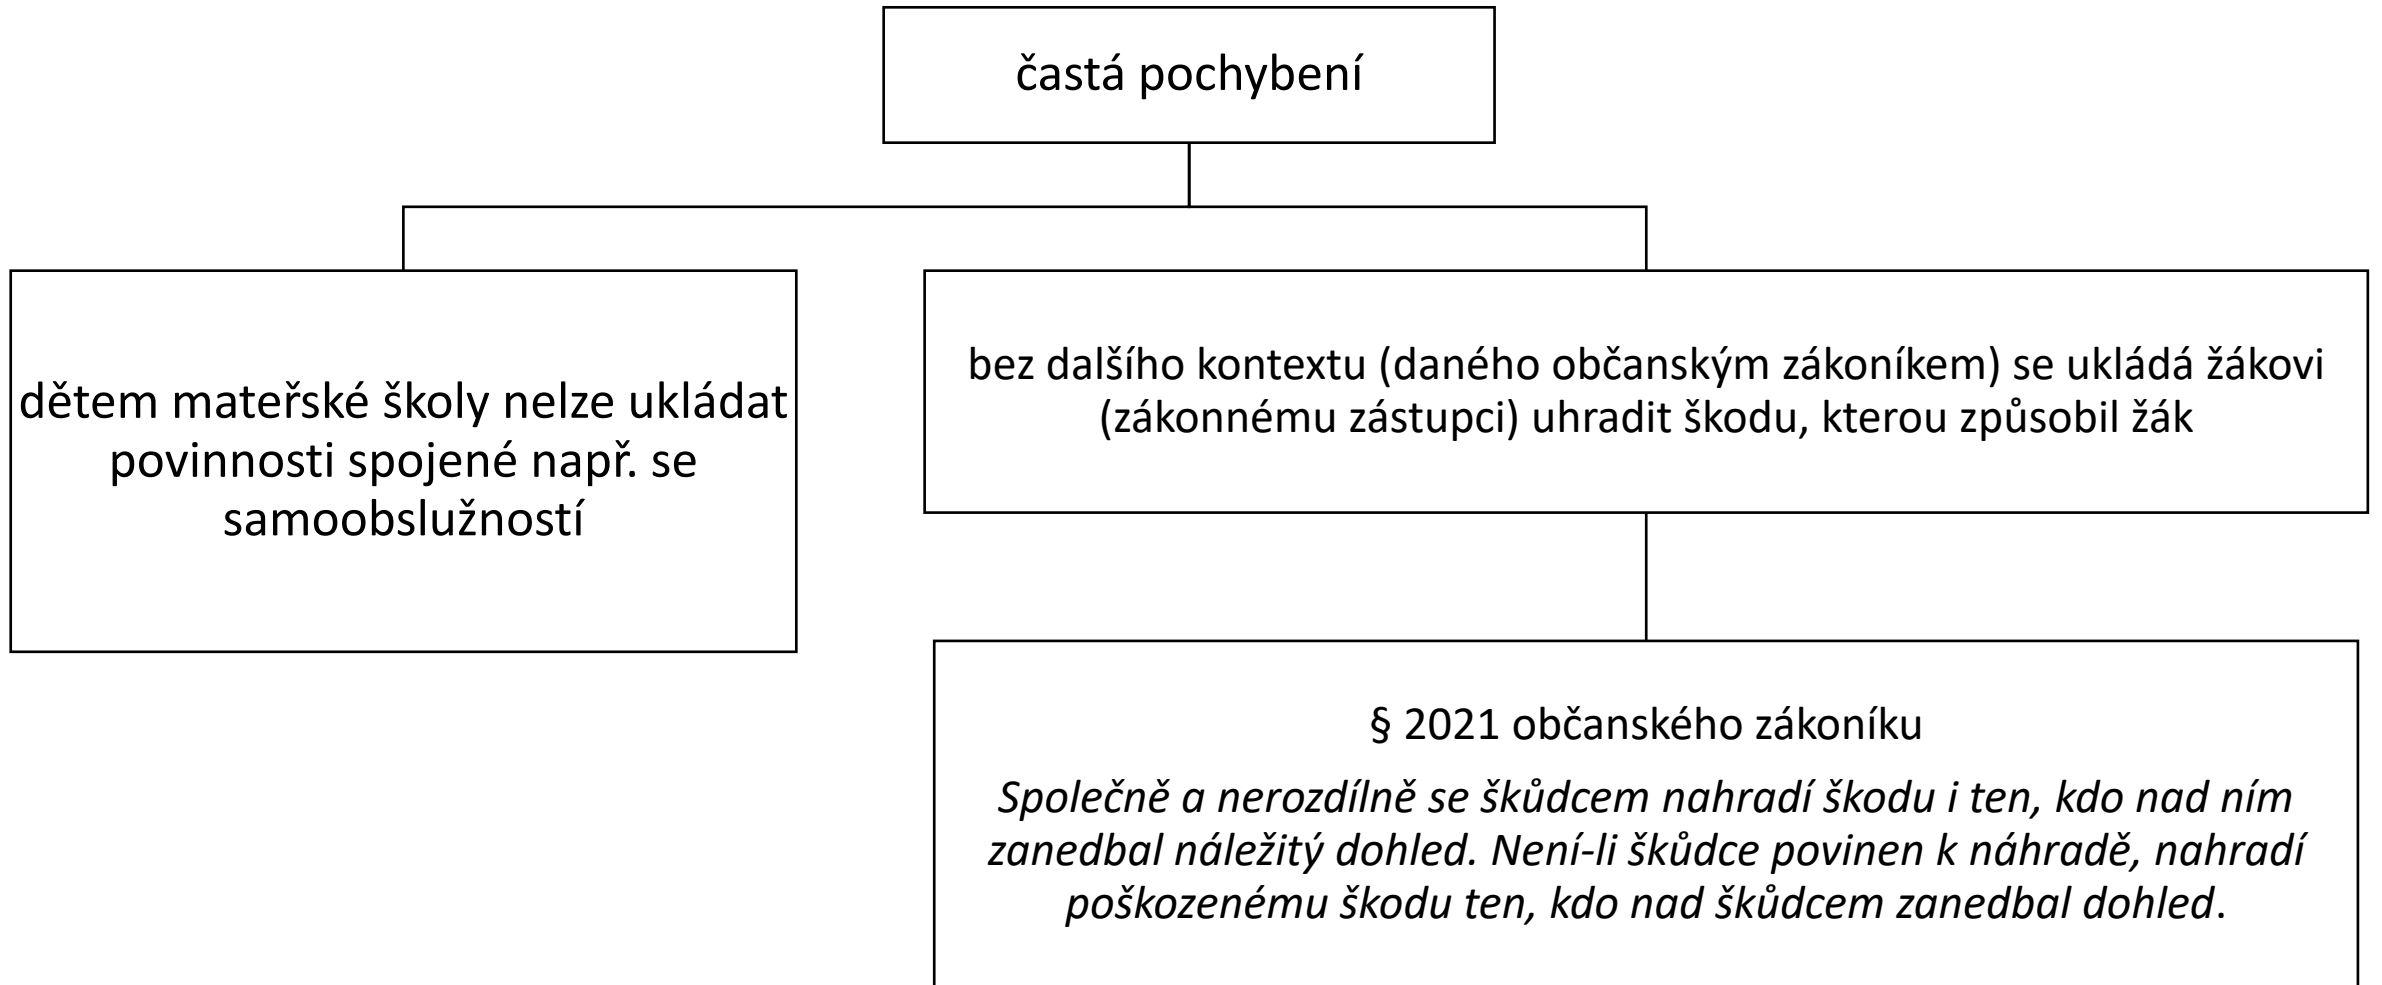 častá pochybení
dětem mateřské školy nelze ukládat
povinnosti spojené např. se
samoobslužností
bez dalšího kontextu (daného občanským zákoníkem) se ukládá žákovi
(zákonnému zástupci) uhradit škodu, kterou způsobil žák
§ 2021 občanského zákoníku
Společně a nerozdílně se škůdcem nahradí škodu i ten, kdo nad ním
zanedbal náležitý dohled. Není-li škůdce povinen k náhradě, nahradí
poškozenému škodu ten, kdo nad škůdcem zanedbal dohled.